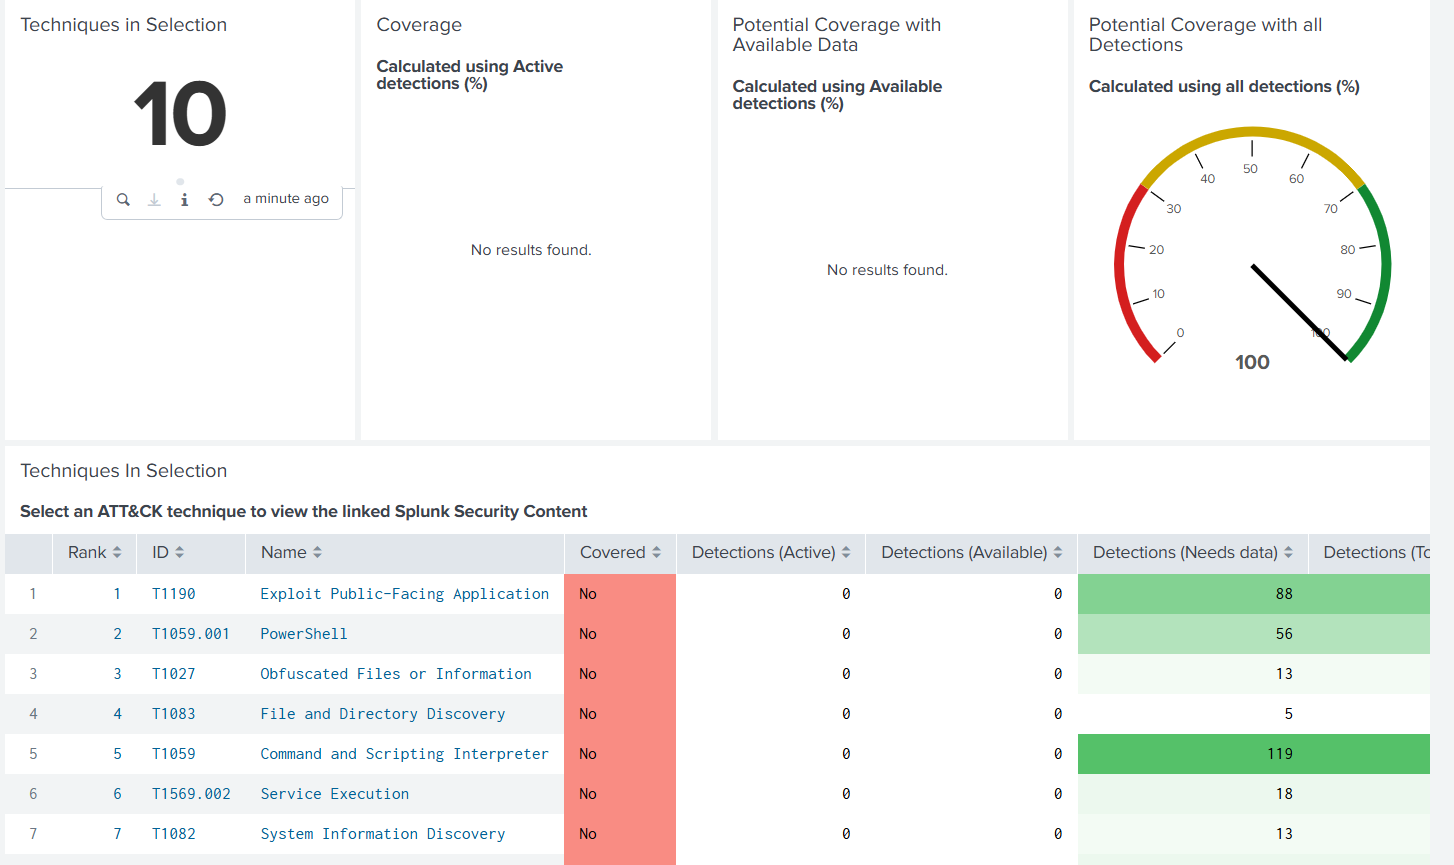 Techniques in Selection
10
a minute ago
Coverage
Calculated using Active
detections (%)
No results found.
Potential Coverage with
Available Data
Calculated using Available
detections (%)
No results found.
Potential Coverage with all
Detections
Calculated using all detections (%)
0
10
20
30
40
50
60
70
80
90
100
100
Techniques In Selection
Select an ATT&CK technique to view the linked Splunk Security Content
Rank ID Name Covered Detections (Active) Detections (Available) Detections (Needs data) Detections (To
1 1 T1190 Exploit Public-Facing Application No 0 0 88
2 2 T1059.001 PowerShell No 0 0 56
3 3 T1027 Obfuscated Files or Information No 0 0 13
4 4 T1083 File and Directory Discovery No 0 0 5
5 5 T1059 Command and Scripting Interpreter No 0 0 119
6 6 T1569.002 Service Execution No 0 0 18
7 7 T1082 System Information Discovery No 0 0 13